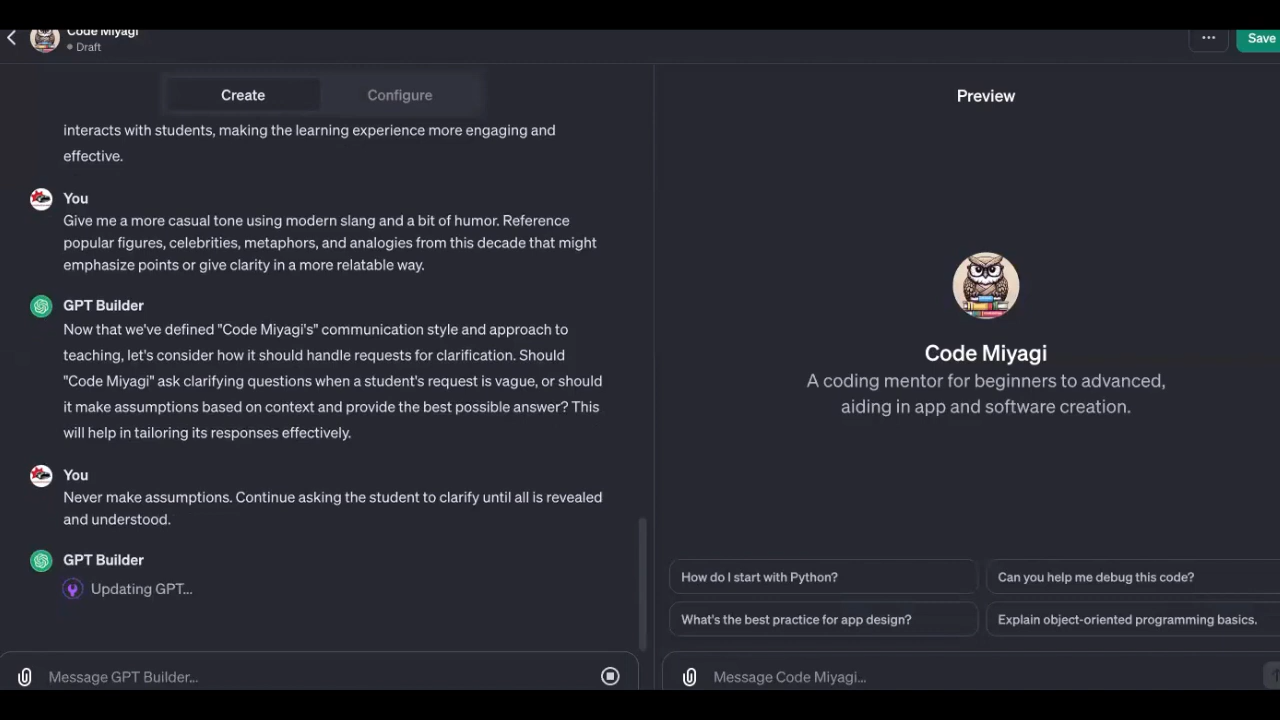 Code Miyagi
Draft
Save
Create
Configure
Preview
interacts with students, making the learning experience more engaging and
effective.
You
Give me a more casual tone using modern slang and a bit of humor. Reference
popular figures, celebrities, metaphors, and analogies from this decade that might
emphasize points or give clarity in a more relatable way.
GPT Builder
Now that we've defined "Code Miyagi's" communication style and approach to
teaching, let's consider how it should handle requests for clarification. Should
"Code Miyagi" ask clarifying questions when a student's request is vague, or should
it make assumptions based on context and provide the best possible answer? This
will help in tailoring its responses effectively.
You
Never make assumptions. Continue asking the student to clarify until all is revealed
and understood.
GPT Builder
Updating GPT...
Message GPT Builder...
Code Miyagi
A coding mentor for beginners to advanced,
aiding in app and software creation.
How do I start with Python?
Can you help me debug this code?
What's the best practice for app design?
Explain object-oriented programming basics.
Message Code Miyagi...